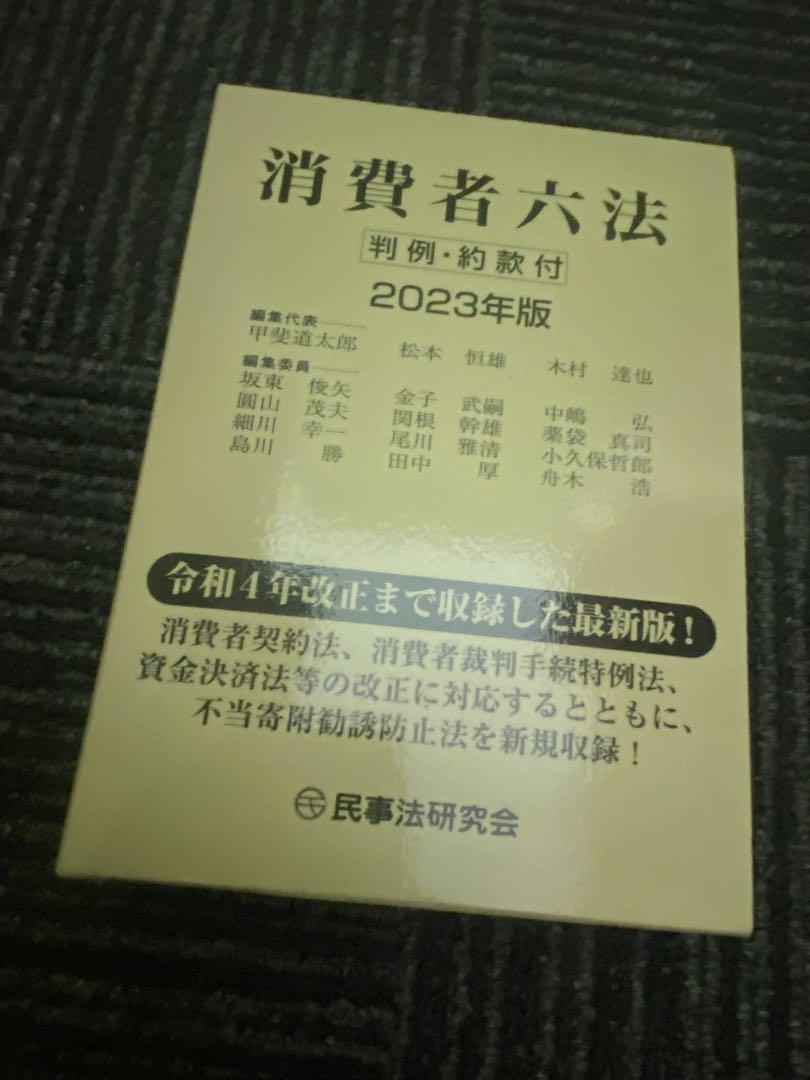 消費者六法
判例・約款付
2023年版
編集代表
甲斐道太郎 松本 恒雄 木村 達也
編集委員
坂東 俊矢 金子 武嗣 中嶋 弘
圓山 茂夫 関根 幹雄 薬袋 真司
細川 幸一 尾川 雅清 小久保哲郎
島川 勝 田中 厚 舟木 浩
令和4年改正まで収録した最新版!
消費者契約法、消費者裁判手続特例法、
資金決済法等の改正に対応するとともに、
不当寄附勧誘防止法を新規収録!
民事法研究会